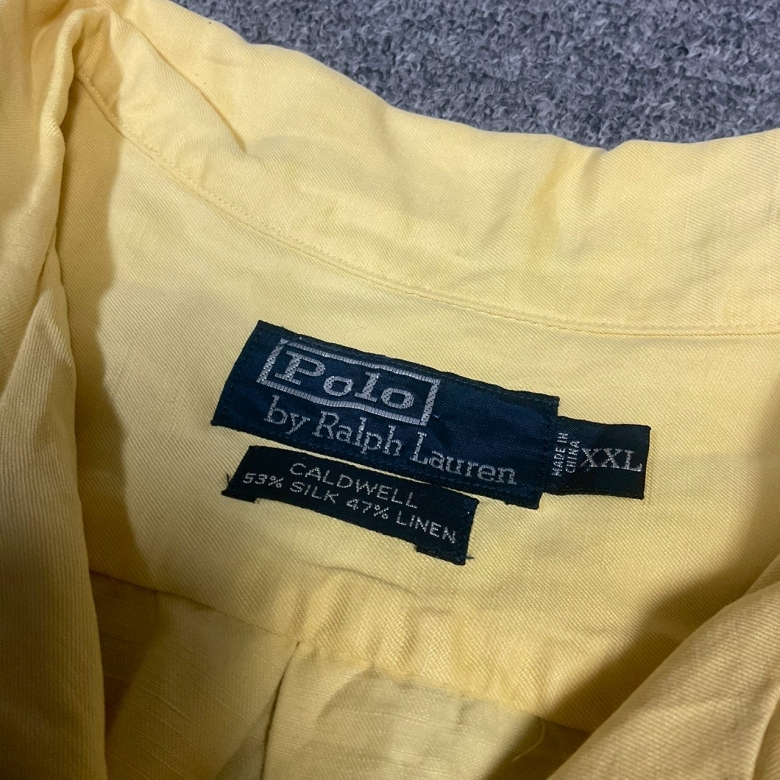 Polo
by Ralph Lauren
MADE IN
CHINA
XXL
CALDWELL
53% SILK 47% LINEN